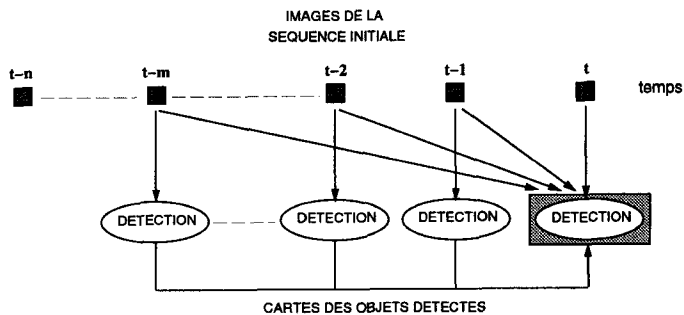 IMAGES DE LA
SEQUENCE INITIALE
t–n t–m t–2 t–1 t temps
DETECTION DETECTION DETECTION DETECTION
CARTES DES OBJETS DETECTES